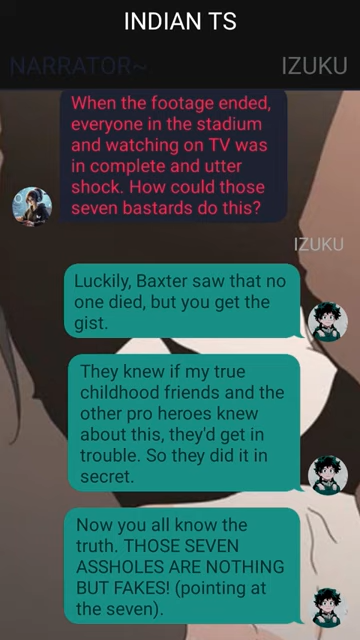 INDIAN TS
NARRATOR~ IZUKU
When the footage ended,
everyone in the stadium
and watching on TV was
in complete and utter
shock. How could those
seven bastards do this?
IZUKU
Luckily, Baxter saw that no
one died, but you get the
gist.
They knew if my true
childhood friends and the
other pro heroes knew
about this, they'd get in
trouble. So they did it in
secret.
Now you all know the
truth. THOSE SEVEN
ASSHOLES ARE NOTHING
BUT FAKES! (pointing at
the seven).